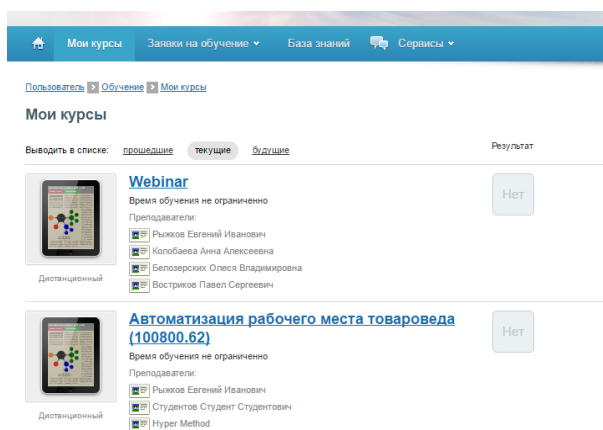 Мои курсы Заявки на обучение База знаний Сервисы
Пользователь Обучение Мои курсы
Мои курсы
Выводить в списке: прошедшие текущие будущие Результат
Webinar
Время обучения не ограниченно
Преподаватели:
Рыжков Евгений Иванович
Колобаева Анна Алексеевна
Белозерских Олеся Владимировна
Востриков Павел Сергеевич
Дистанционный
Нет
Автоматизация рабочего места товароведа
(100800.62)
Время обучения не ограниченно
Преподаватели:
Рыжков Евгений Иванович
Студентов Студент Студентович
Hyper Method
Дистанционный
Нет